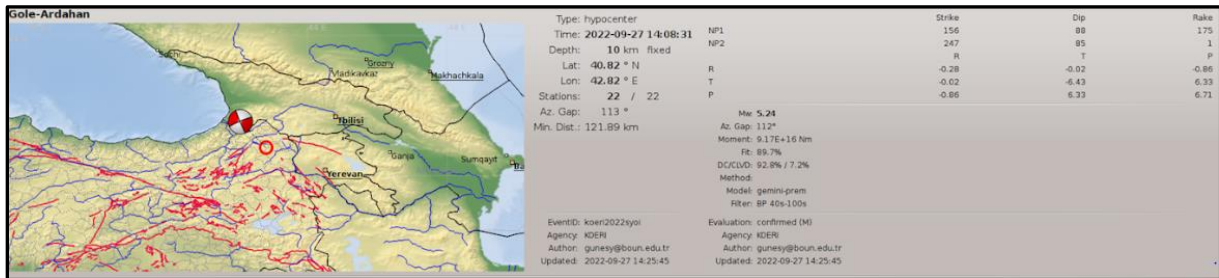 Gole-Ardahan
Sochi
Grozny
Vladikavkaz
Makhachkala
Tbilisi
Ganja
Sumqayit
Yerevan
Type: hypocenter
Time: 2022-09-27 14:08:31
Depth: 10 km fixed
Lat: 40.82 ° N
Lon: 42.82 ° E
Stations: 22 / 22
Az. Gap: 113 °
Min. Dist.: 121.89 km
EventID: koeri2022syoi
Agency: KOERI
Author: gunesy@boun.edu.tr
Updated: 2022-09-27 14:25:45
Strike Dip Rake
NP1 156 88 175
NP2 247 85 1
R T P
R -0.28 -0.02 -0.86
T -0.02 -6.43 6.33
P -0.86 6.33 6.71
Mw: 5.24
Az. Gap: 112°
Moment: 9.17E+16 Nm
Fit: 89.7%
DC/CLVD: 92.8% / 7.2%
Method:
Model: gemini-prem
Filter: BP 40s-100s
Evaluation: confirmed (M)
Agency: KOERI
Author: gunesy@boun.edu.tr
Updated: 2022-09-27 14:25:45